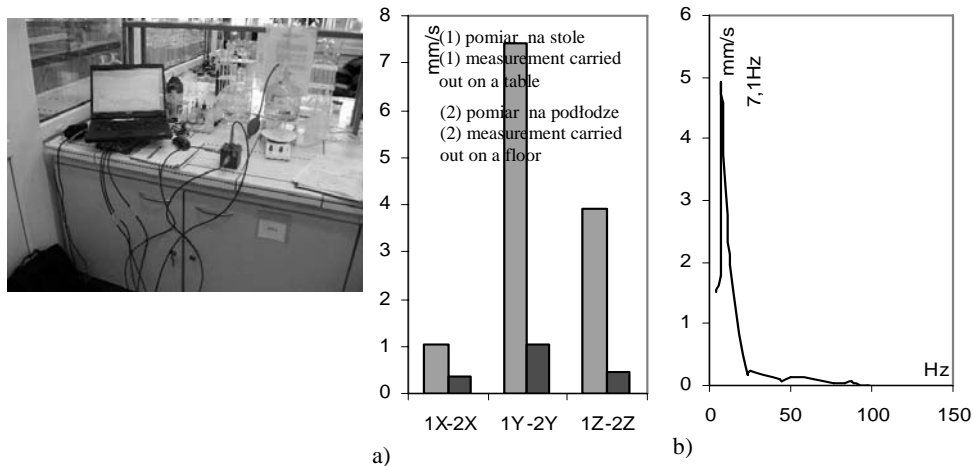 8
7
6
5
4
3
2
1
0
mm/s
(1) pomiar na stole
(1) measurement carried
out on a table
(2) pomiar na podłodze
(2) measurement carried
out on a floor
1X-2X 1Y-2Y 1Z-2Z
a)
6
5
4
3
2
1
0
mm/s
7,1Hz
Hz
0 50 100 150
b)